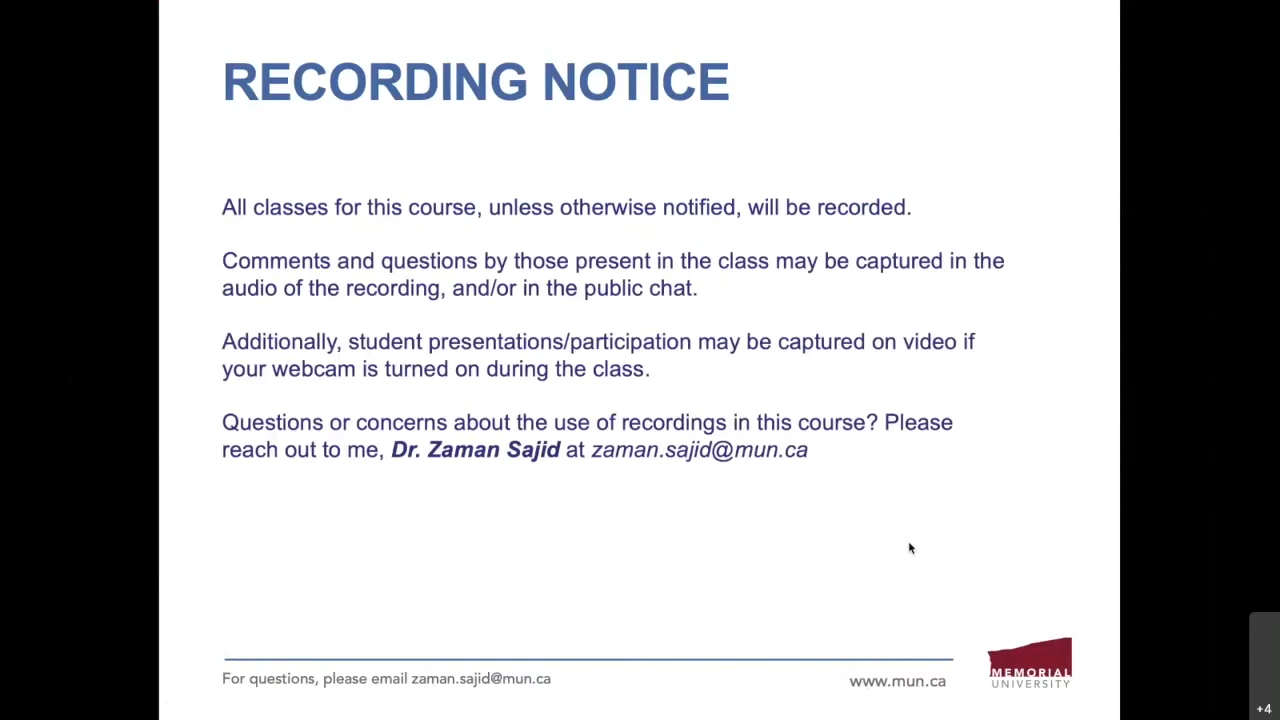 RECORDING NOTICE
All classes for this course, unless otherwise notified, will be recorded.
Comments and questions by those present in the class may be captured in the
audio of the recording, and/or in the public chat.
Additionally, student presentations/participation may be captured on video if
your webcam is turned on during the class.
Questions or concerns about the use of recordings in this course? Please
reach out to me, Dr. Zaman Sajid at zaman.sajid@mun.ca
For questions, please email zaman.sajid@mun.ca
www.mun.ca
MEMORIAL
UNIVERSITY
+4